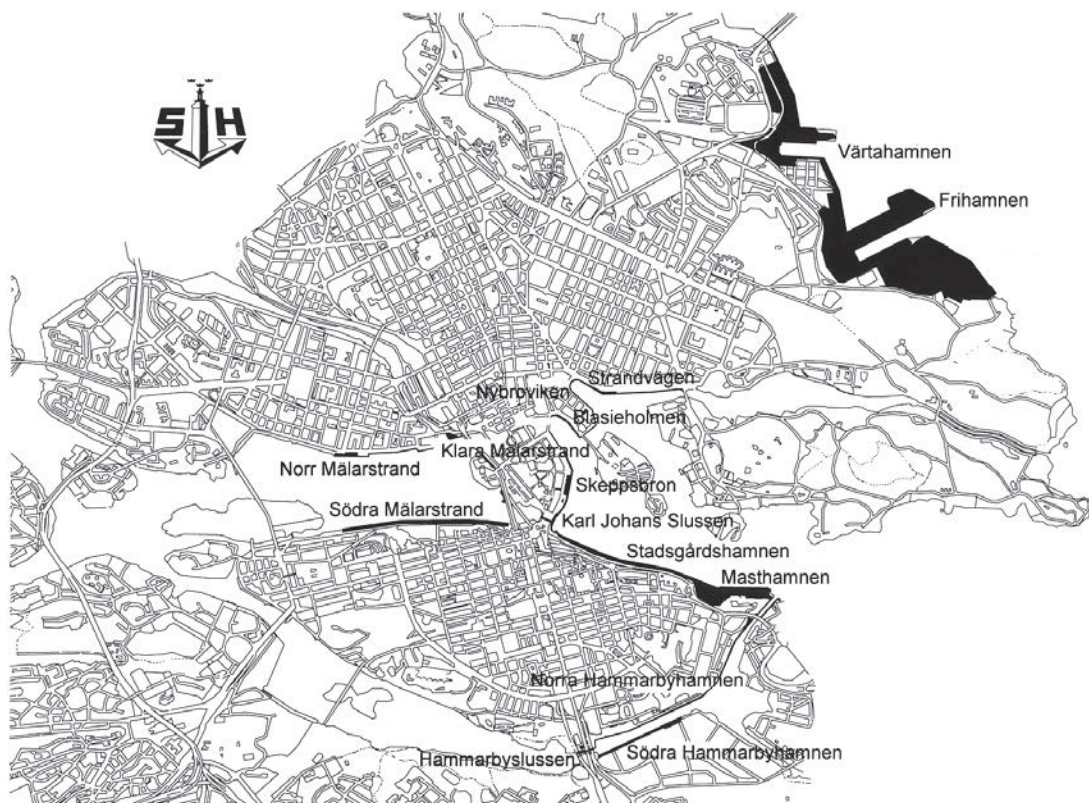 S H
Värtahamnen
Frihamnen
Strandvägen
Nybroviken
Blasieholmen
Klara Mälarstrand
Norr Mälarstrand
Skeppsbron
Södra Mälarstrand
Karl Johans Slussen
Stadsgårdshamnen
Masthamnen
Norra Hammarbyhamnen
Södra Hammarbyhamnen
Hammarbyslussen